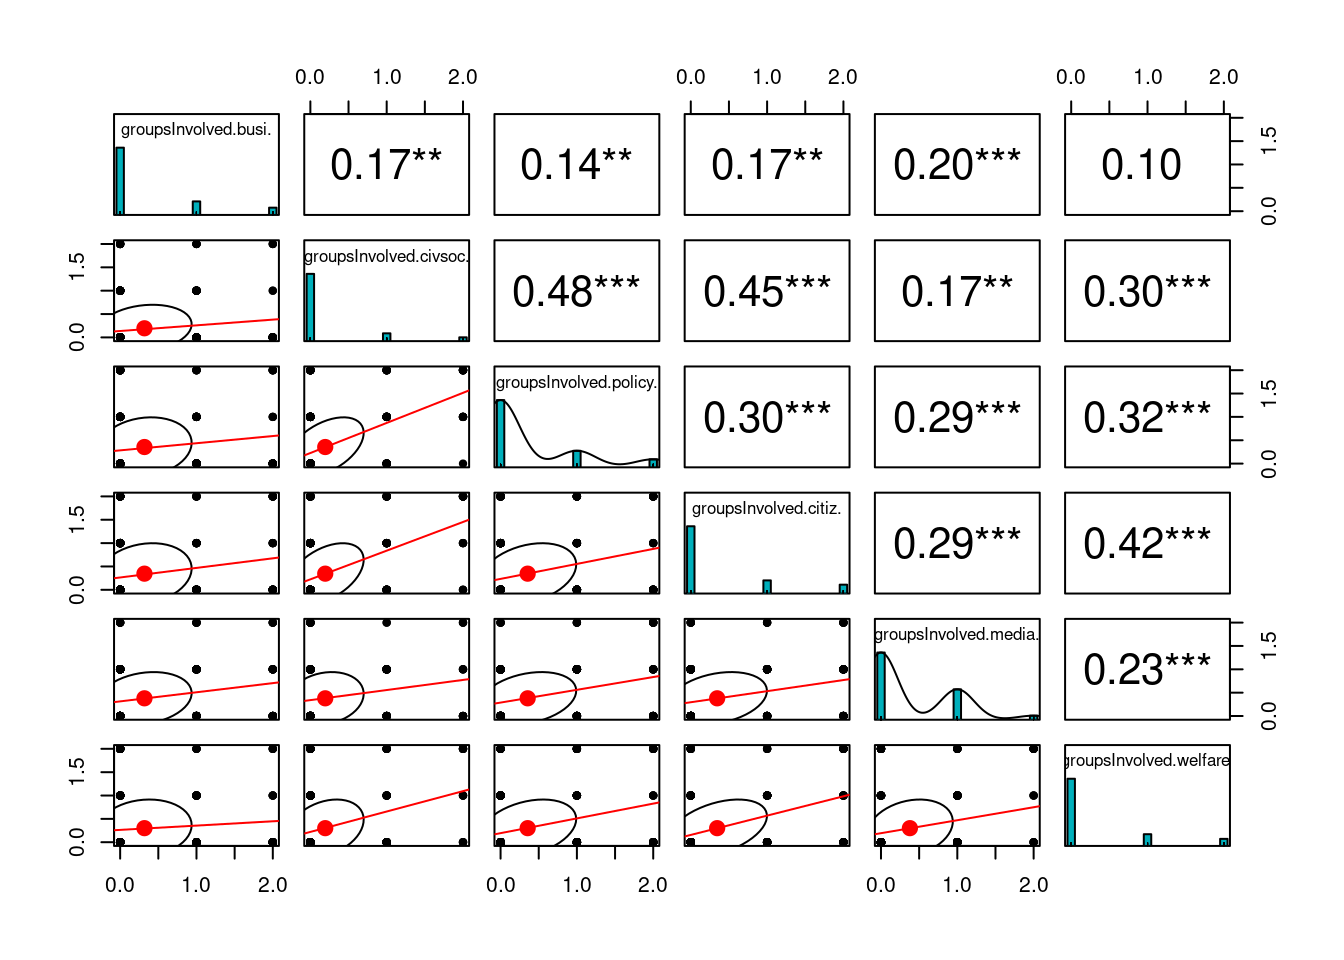 0.0 1.0 2.0 0.0 1.0 2.0 0.0 1.0 2.0
groupsInvolved.busi. 0.17** 0.14** 0.17** 0.20*** 0.10 0.0 1.5
0.0 1.5 groupsInvolved.civsoc. 0.48*** 0.45*** 0.17** 0.30***
groupsInvolved.policy. 0.30*** 0.29*** 0.32*** 0.0 1.5
0.0 1.5 groupsInvolved.citiz. 0.29*** 0.42***
groupsInvolved.media. 0.23*** 0.0 1.5
0.0 1.5 groupsInvolved.welfare
0.0 1.0 2.0 0.0 1.0 2.0 0.0 1.0 2.0